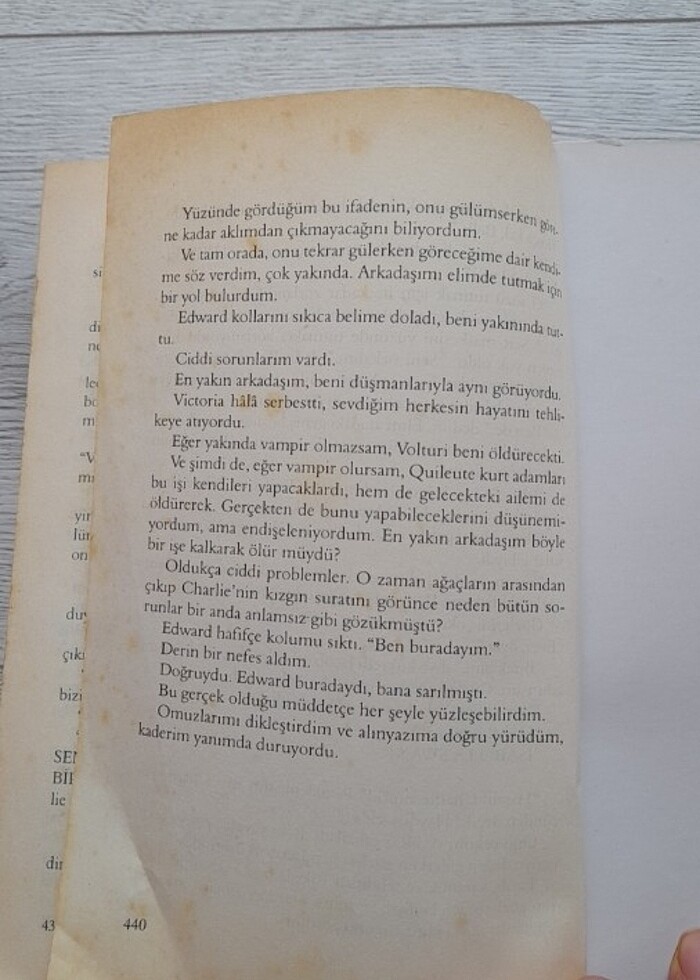 Yüzünde gördüğüm bu ifadenin, onu gülümserken göre-
ne kadar aklımdan çıkmayacağını biliyordum.
Ve tam orada, onu tekrar gülerken göreceğime dair kendi-
me söz verdim, çok yakında. Arkadaşımı elimde tutmak için
bir yol bulurdum.
Edward kollarını sıkıca belime doladı, beni yakınında tut-
tu.
Ciddi sorunlarım vardı.
En yakın arkadaşım, beni düşmanlarıyla aynı görüyordu.
Victoria hâlâ serbestti, sevdiğim herkesin hayatını tehli-
keye atıyordu.
Eğer yakında vampir olmazsam, Volturi beni öldürecekti.
Ve şimdi de, eğer vampir olursam, Quileute kurt adamları
bu işi kendileri yapacaklardı, hem de gelecekteki ailemi de
öldürerek. Gerçekten de bunu yapabileceklerini düşünemi-
yordum, ama endişeleniyordum. En yakın arkadaşım böyle
bir işe kalkarak ölür müydü?
Oldukça ciddi problemler. O zaman ağaçların arasından
çıkıp Charlie'nin kızgın suratını görünce neden bütün so-
runlar bir anda anlamsız gibi gözükmüştü?
Edward hafifçe kolumu sıktı. “Ben buradayım.”
Derin bir nefes aldım.
Doğruydu. Edward buradaydı, bana sarılmıştı.
Bu gerçek olduğu müddetçe her şeyle yüzleşebilirdim.
Omuzlarımı dikleştirdim ve alınyazıma doğru yürüdüm,
kaderim yanımda duruyordu.
440